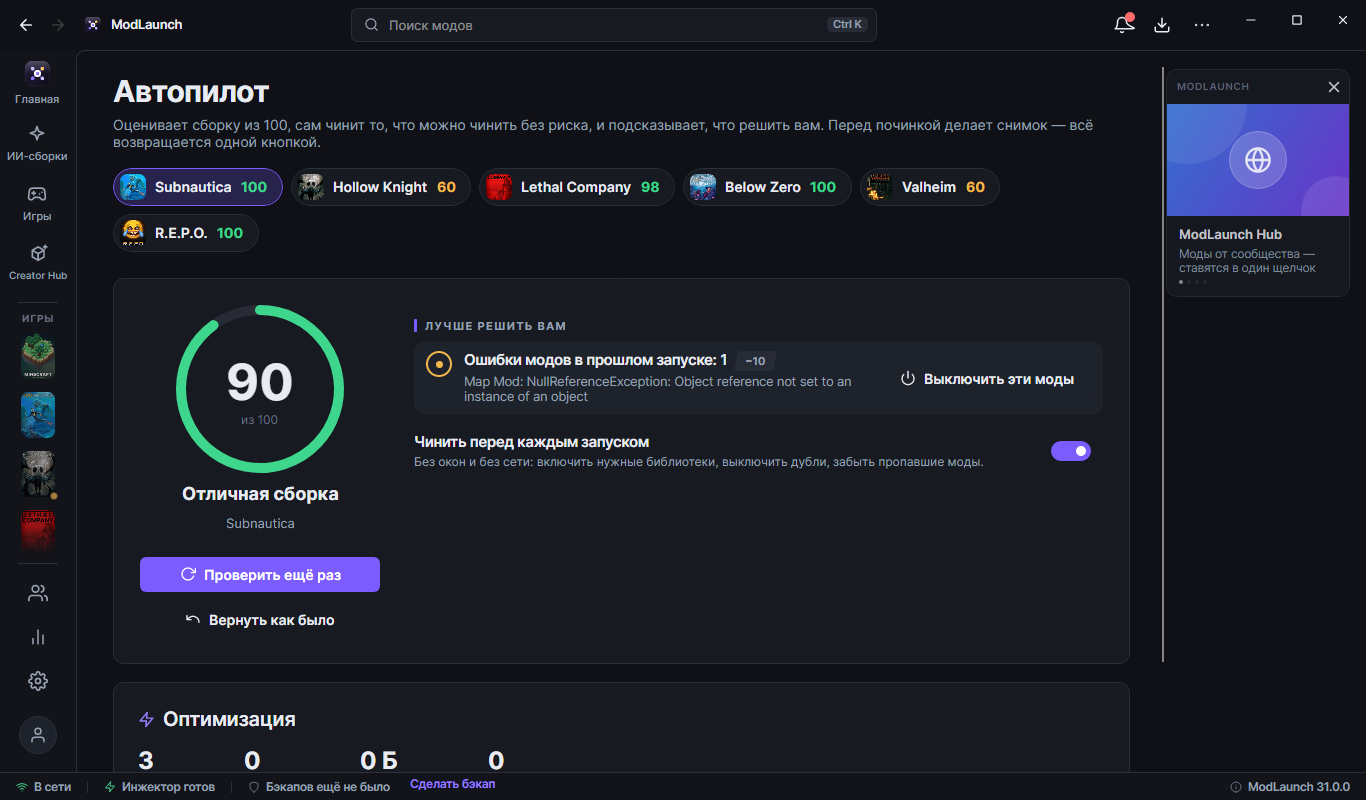 ModLaunch
Поиск модов
Ctrl K
Главная
ИИ-сборки
Игры
Creator Hub
ИГРЫ
MINECRAFT
LETHAL
COMPANY
Автопилот
Оценивает сборку из 100, сам чинит то, что можно чинить без риска, и подсказывает, что решить вам. Перед починкой делает снимок — всё
возвращается одной кнопкой.
Subnautica 100
Hollow Knight 60
Lethal Company 98
Below Zero 100
Valheim 60
R.E.P.O. 100
90
из 100
Отличная сборка
Subnautica
Проверить ещё раз
Вернуть как было
ЛУЧШЕ РЕШИТЬ ВАМ
Ошибки модов в прошлом запуске: 1 −10
Map Mod: NullReferenceException: Object reference not set to an
instance of an object
Выключить эти моды
Чинить перед каждым запуском
Без окон и без сети: включить нужные библиотеки, выключить дубли, забыть пропавшие моды.
Оптимизация
3 0 0 Б 0
MODLAUNCH
ModLaunch Hub
Моды от сообщества —
ставятся в один щелчок
В сети
Инжектор готов
Бэкапов ещё не было
Сделать бэкап
ModLaunch 31.0.0